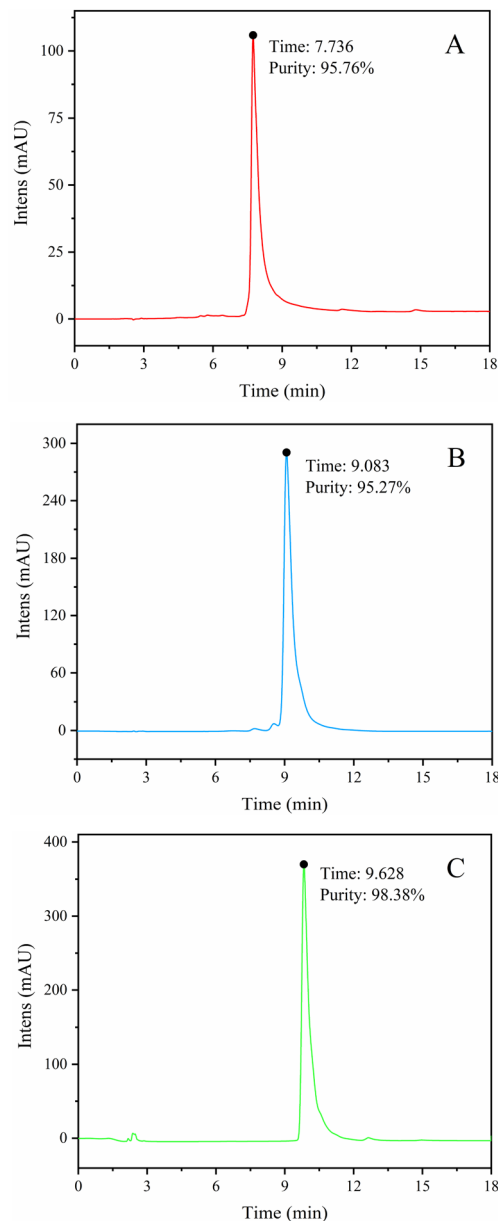 A
Time: 7.736
Purity: 95.76%
100
75
50
25
0
Intens (mAU)
0 3 6 9 12 15 18
Time (min)
B
Time: 9.083
Purity: 95.27%
300
240
180
120
60
0
Intens (mAU)
0 3 6 9 12 15 18
Time (min)
C
Time: 9.628
Purity: 98.38%
400
300
200
100
0
Intens (mAU)
0 3 6 9 12 15 18
Time (min)